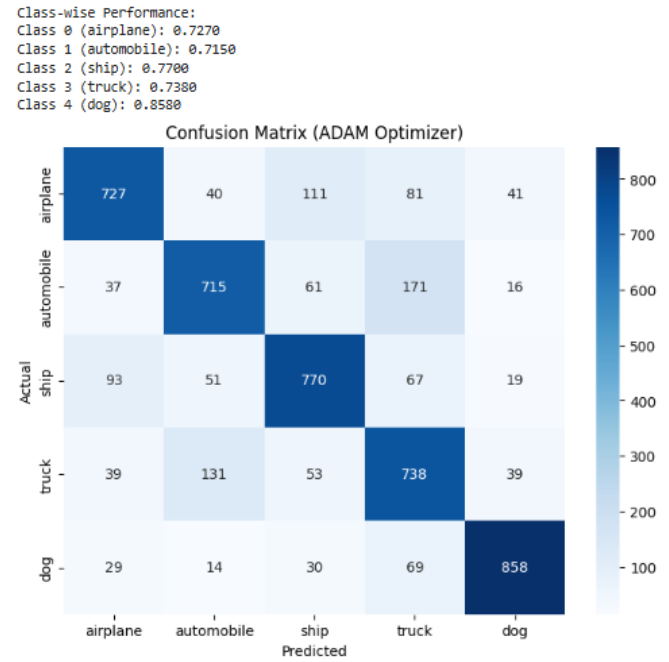 Class-wise Performance:
Class 0 (airplane): 0.7270
Class 1 (automobile): 0.7150
Class 2 (ship): 0.7700
Class 3 (truck): 0.7380
Class 4 (dog): 0.8580
Confusion Matrix (ADAM Optimizer)
airplane 727 40 111 81 41
automobile 37 715 61 171 16
ship 93 51 770 67 19
truck 39 131 53 738 39
dog 29 14 30 69 858
Actual
airplane automobile ship truck dog
Predicted
800
700
600
500
400
300
200
100